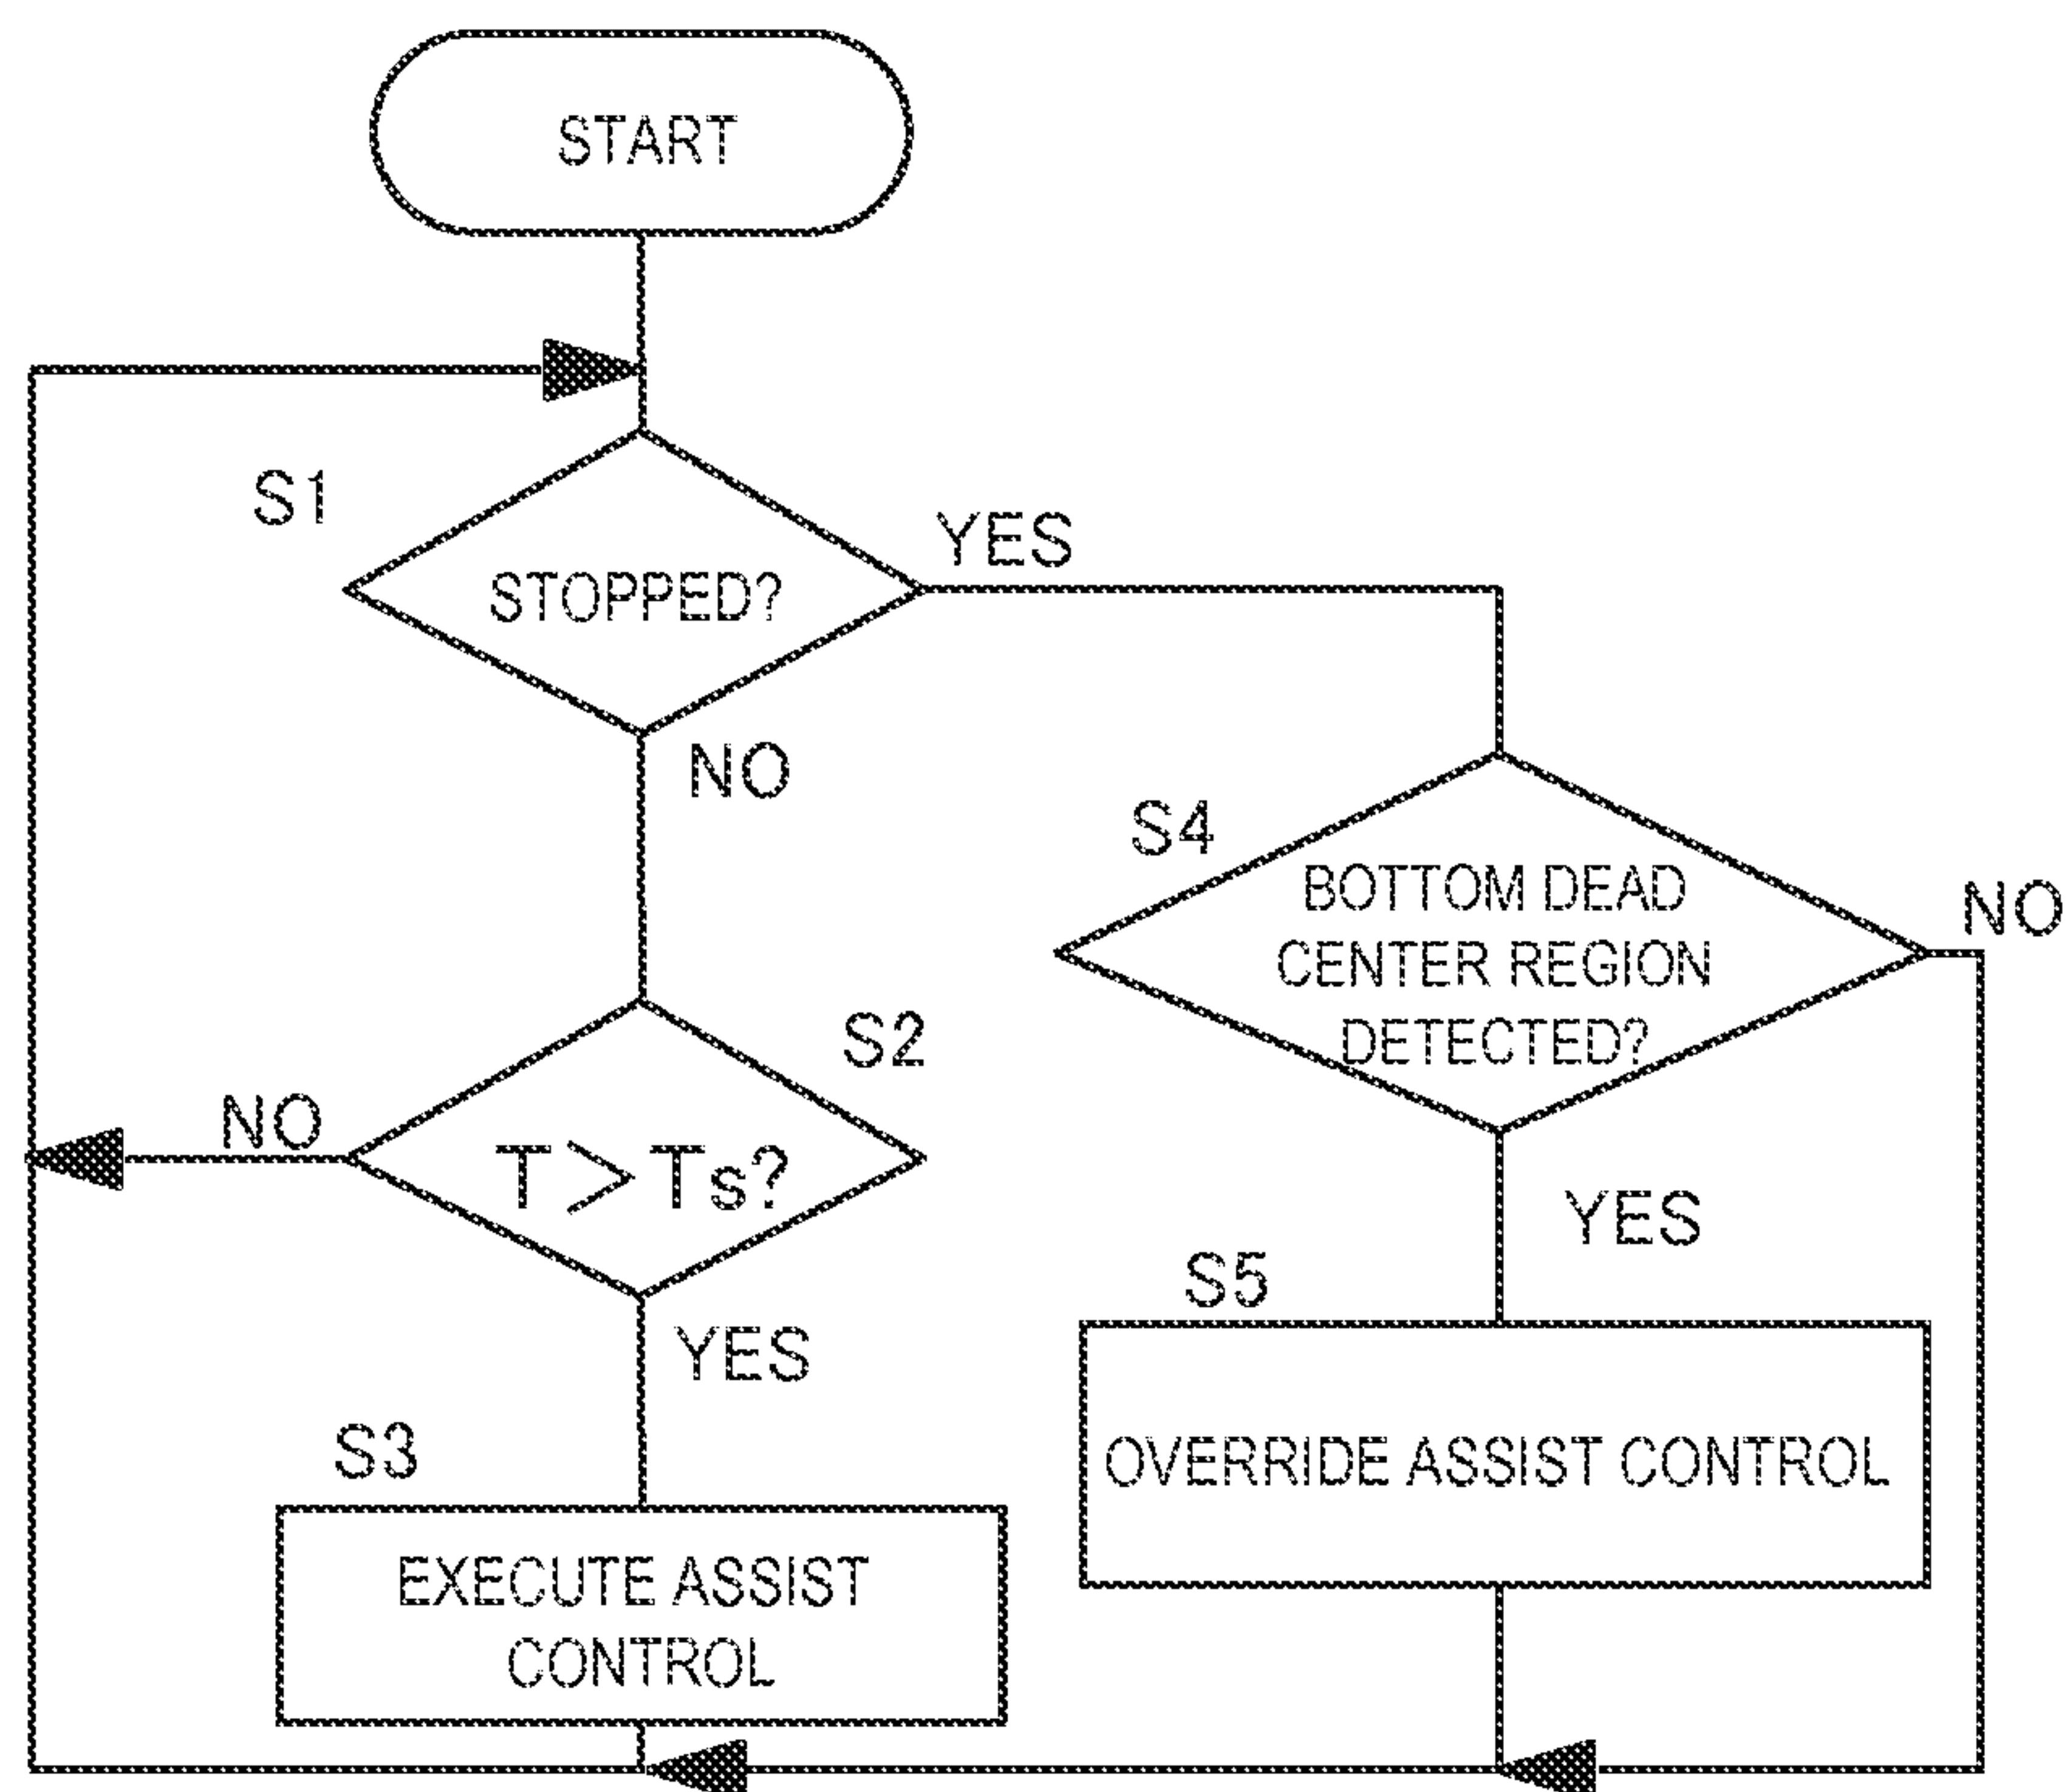 START
S1
YES
STOPPED?
NO
S4
BOTTOM DEAD
CENTER REGION
DETECTED?
NO
S2
NO
T>Ts?
YES
S5
YES
S3
OVERRIDE ASSIST CONTROL
EXECUTE ASSIST
CONTROL